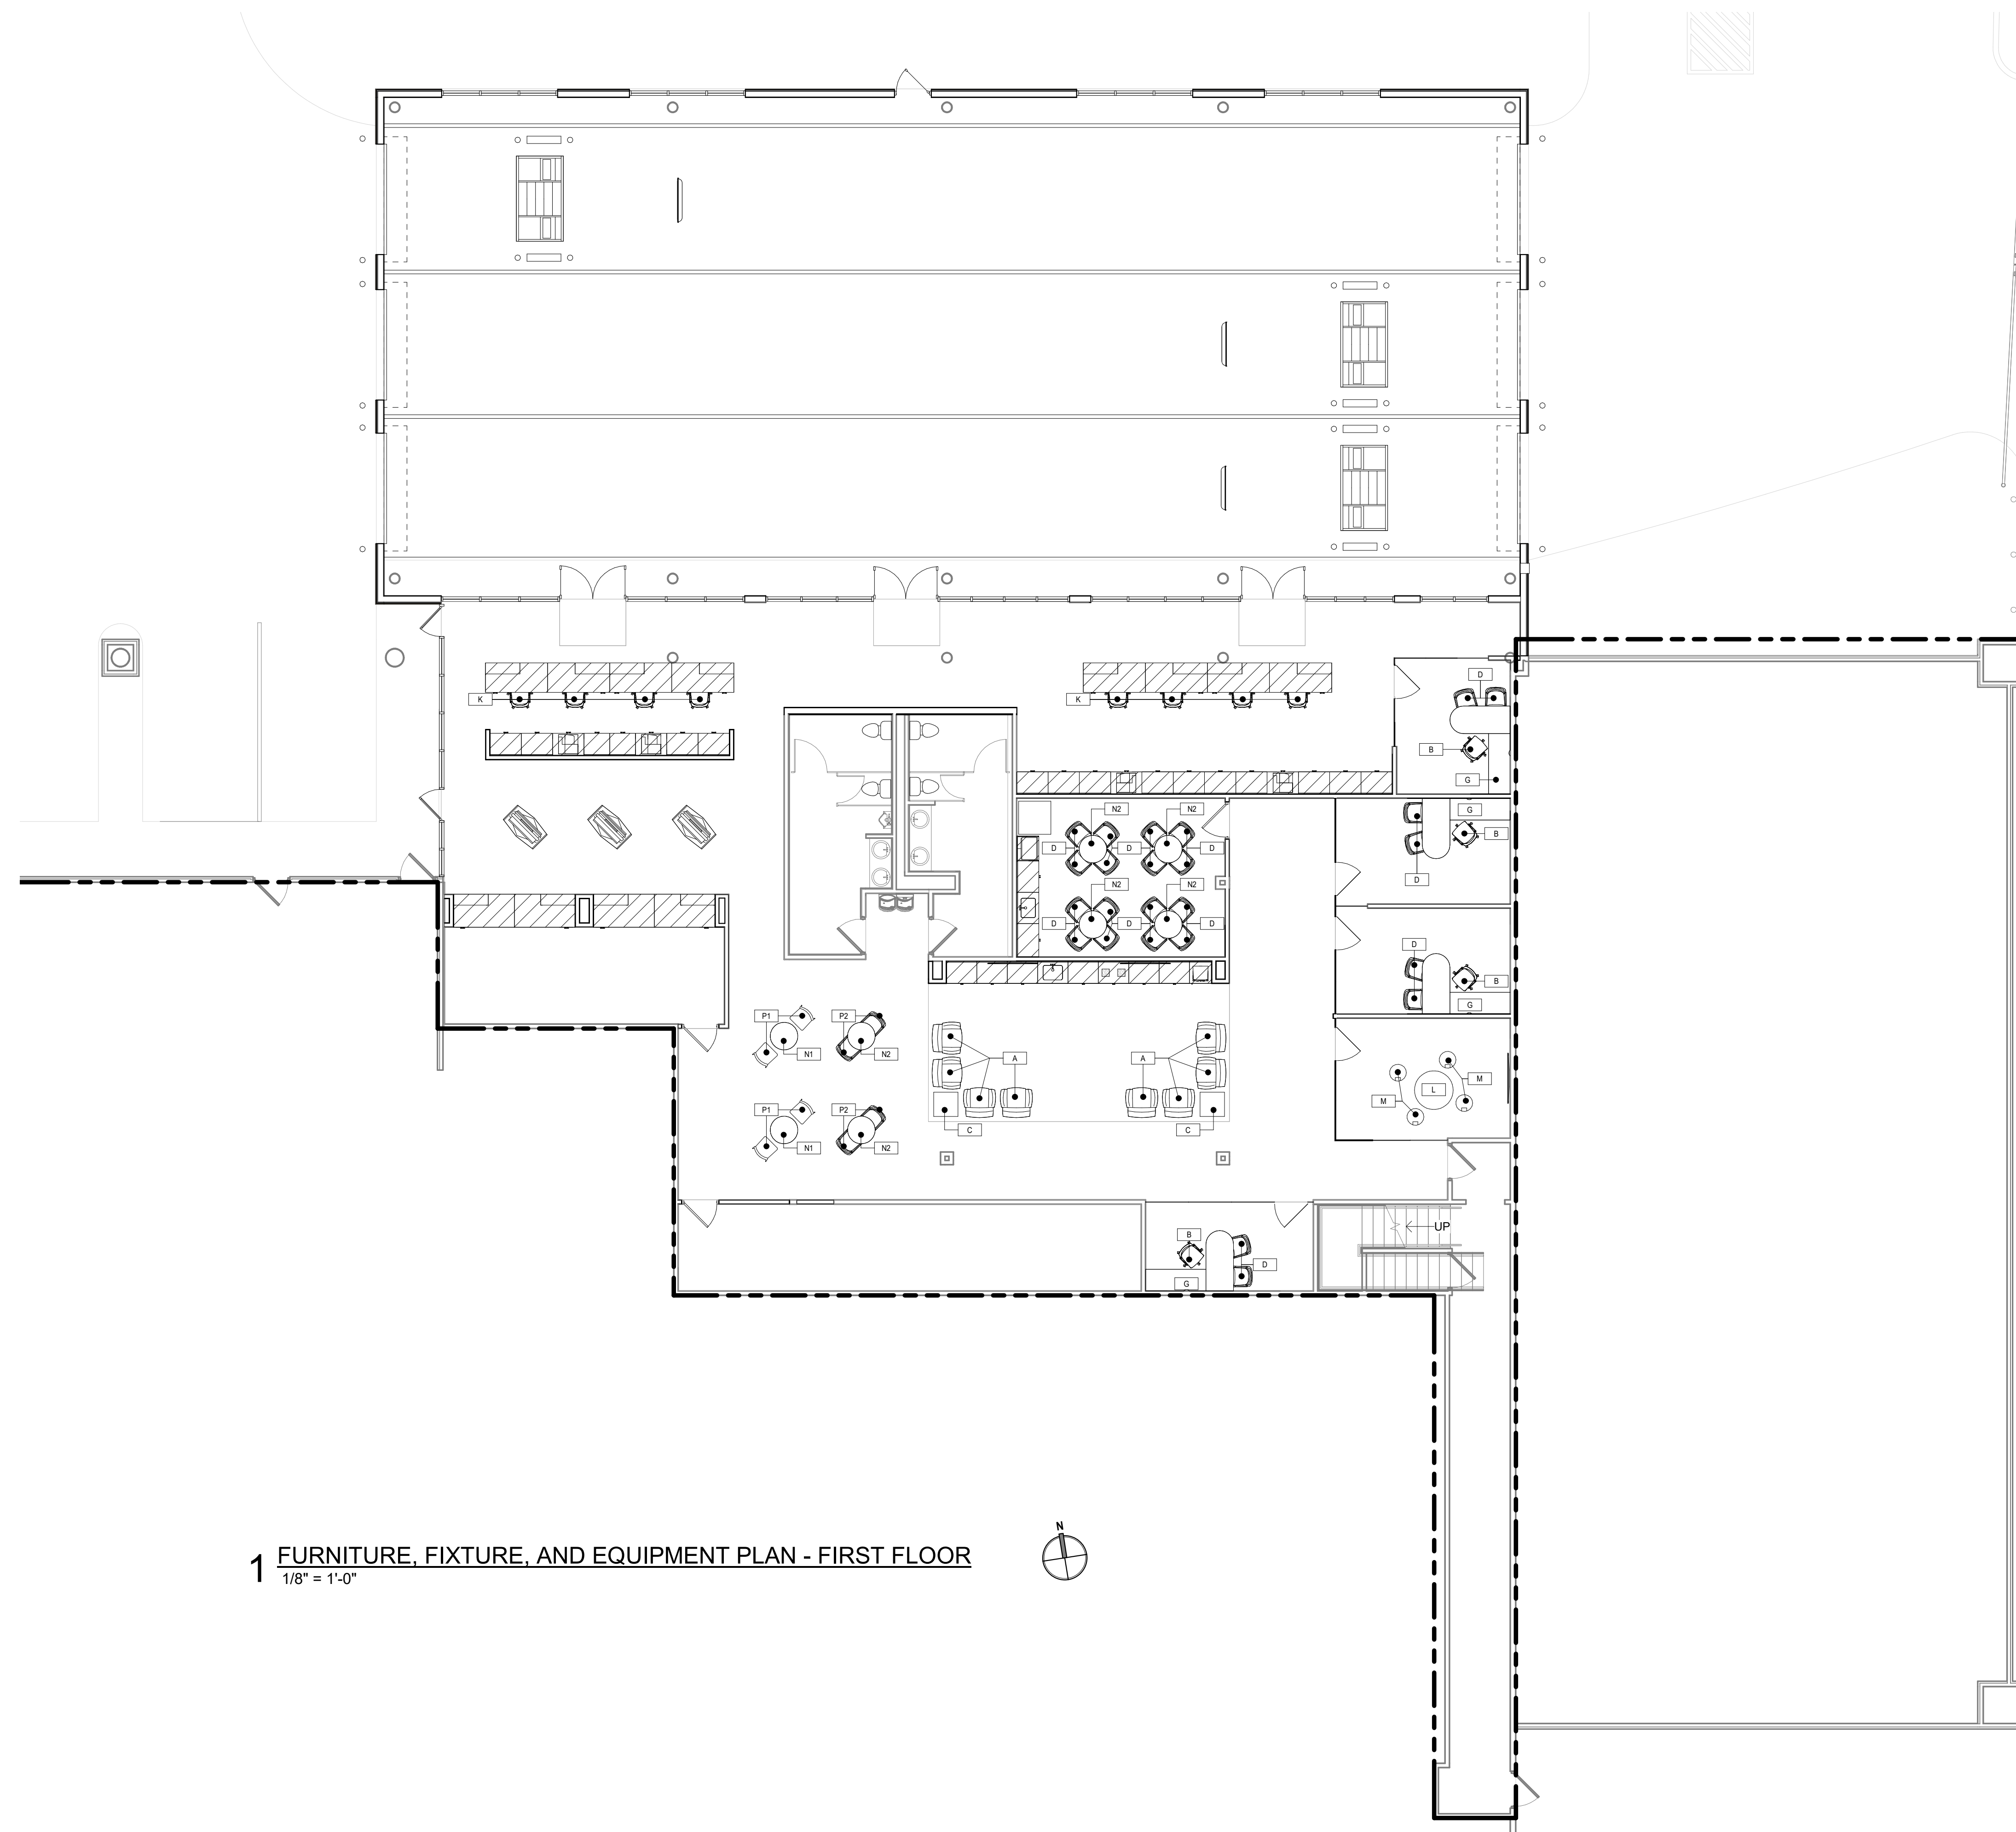 D
K
K
B
G
N2
N2
G
B
D
D
D
D
N2
N2
D
D
D
D
B
G
P1
P2
N1
N2
A
A
M
L
M
P1
P2
N1
N2
C
C
UP
B
D
G
N
1 FURNITURE, FIXTURE, AND EQUIPMENT PLAN - FIRST FLOOR
1/8" = 1'-0"